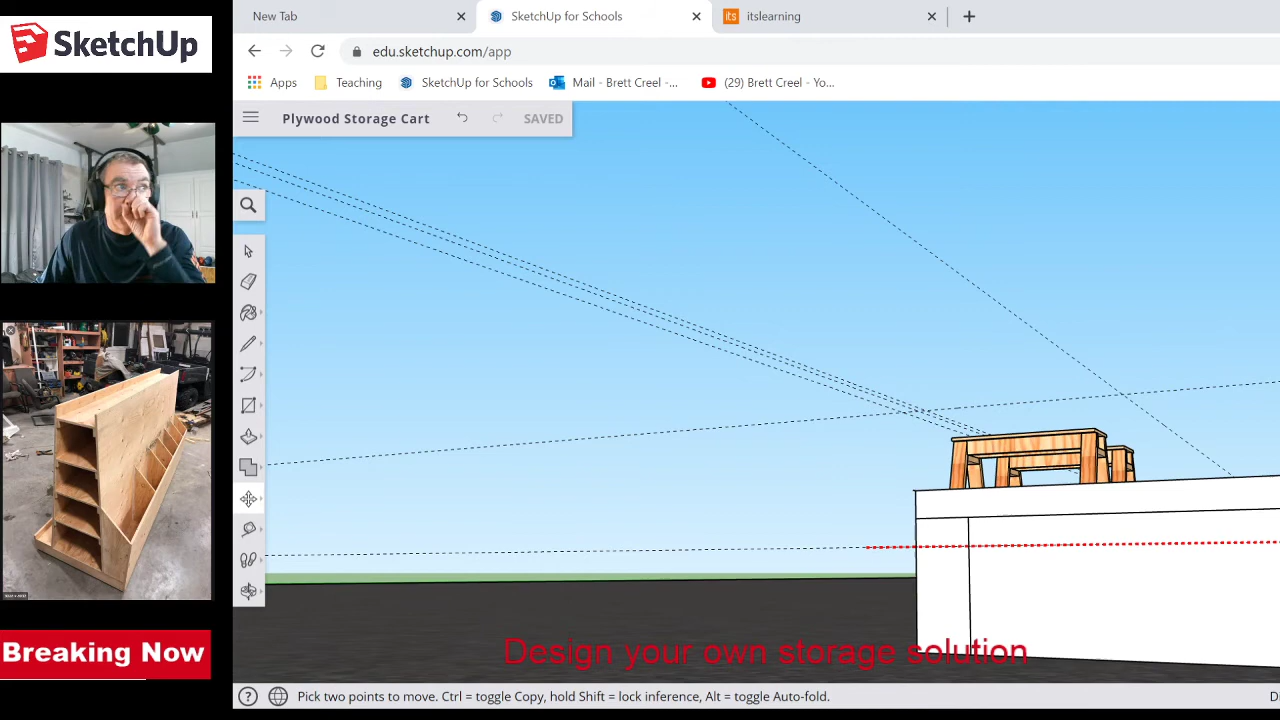 SketchUp
New Tab
SketchUp for Schools
its
itslearning
edu.sketchup.com/app
Apps
Teaching
SketchUp for Schools
Mail - Brett Creel -...
(29) Brett Creel - Yo...
Plywood Storage Cart
SAVED
Breaking Now
Design your own storage solution
Pick two points to move. Ctrl = toggle Copy, hold Shift = lock inference, Alt = toggle Auto-fold.